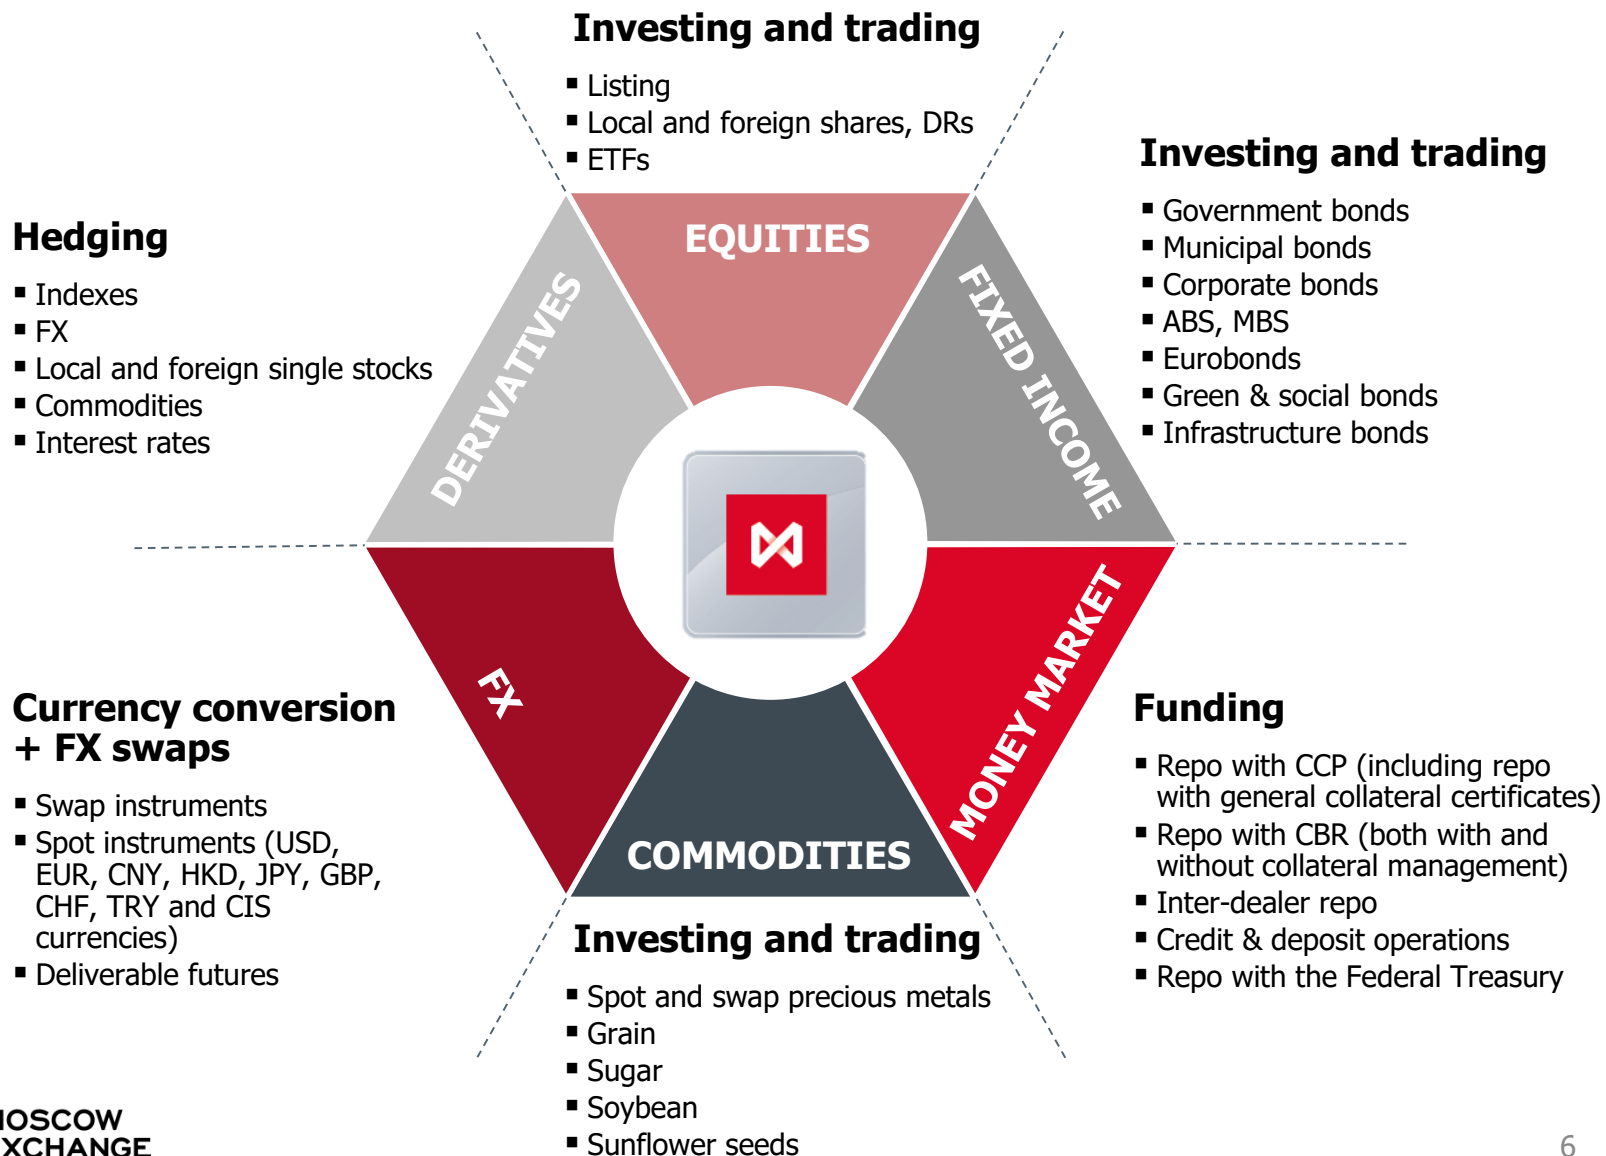 Investing and trading
▪ Listing
▪ Local and foreign shares, DRs
▪ ETFs
EQUITIES
Investing and trading
▪ Government bonds
▪ Municipal bonds
▪ Corporate bonds
▪ ABS, MBS
▪ Eurobonds
▪ Green & social bonds
▪ Infrastructure bonds
FIXED INCOME
Hedging
▪ Indexes
▪ FX
▪ Local and foreign single stocks
▪ Commodities
▪ Interest rates
DERIVATIVES
FX
MONEY MARKET
COMMODITIES
Currency conversion
+ FX swaps
▪ Swap instruments
▪ Spot instruments (USD,
EUR, CNY, HKD, JPY, GBP,
CHF, TRY and CIS
currencies)
▪ Deliverable futures
Funding
▪ Repo with CCP (including repo
with general collateral certificates)
▪ Repo with CBR (both with and
without collateral management)
▪ Inter-dealer repo
▪ Credit & deposit operations
▪ Repo with the Federal Treasury
Investing and trading
▪ Spot and swap precious metals
▪ Grain
▪ Sugar
▪ Soybean
▪ Sunflower seeds
MOSCOW
EXCHANGE
6